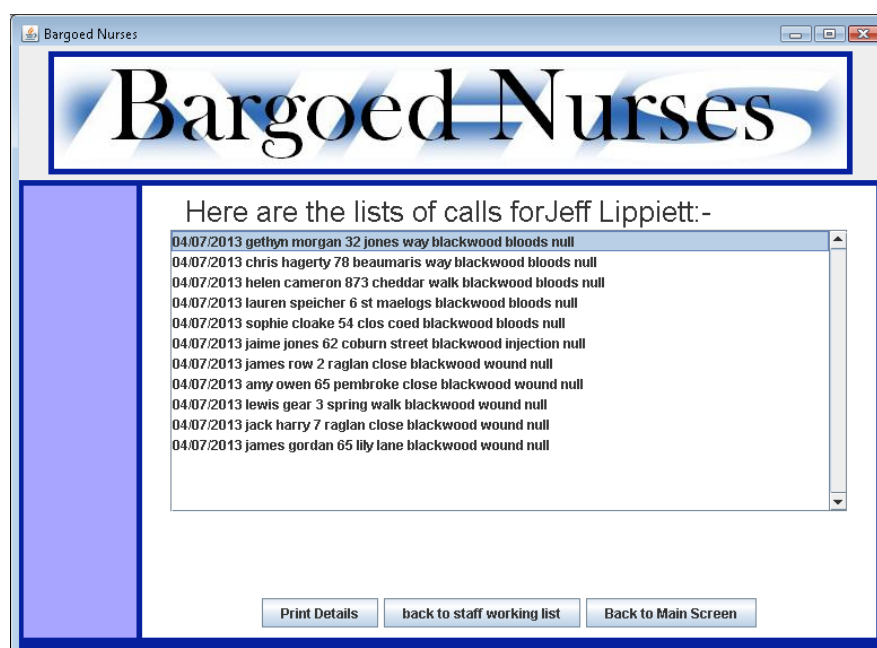 Bargoed Nurses
Bargoed Nurses
Here are the lists of calls forJeff Lippiett:-
04/07/2013 gethyn morgan 32 jones way blackwood bloods null
04/07/2013 chris hagerty 78 beaumaris way blackwood bloods null
04/07/2013 helen cameron 873 cheddar walk blackwood bloods null
04/07/2013 lauren speicher 6 st maelogs blackwood bloods null
04/07/2013 sophie cloake 54 clos coed blackwood bloods null
04/07/2013 jaime jones 62 coburn street blackwood injection null
04/07/2013 james row 2 raglan close blackwood wound null
04/07/2013 amy owen 65 pembroke close blackwood wound null
04/07/2013 lewis gear 3 spring walk blackwood wound null
04/07/2013 jack harry 7 raglan close blackwood wound null
04/07/2013 james gordan 65 lily lane blackwood wound null
Print Details back to staff working list Back to Main Screen